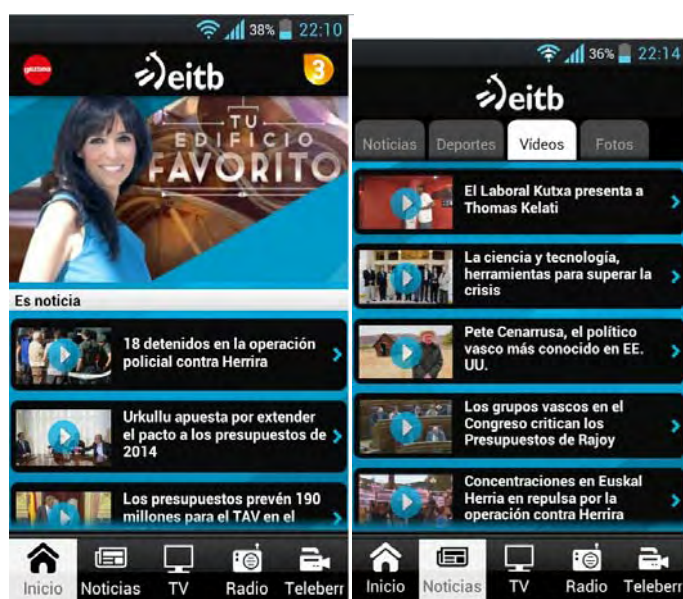 38% 22:10
eitb
3
TU
EDIFICIO
FAVORITO
Es noticia
18 detenidos en la operación
policial contra Herrira
Urkullu apuesta por extender
el pacto a los presupuestos de
2014
Los presupuestos prevén 190
millones para el TAV en el
Inicio Noticias TV Radio Teleberr
36% 22:14
eitb
Noticias Deportes Vídeos Fotos
El Laboral Kutxa presenta a
Thomas Kelati
La ciencia y tecnología,
herramientas para superar la
crisis
Pete Cenarrusa, el político
vasco más conocido en EE.
UU.
Los grupos vascos en el
Congreso critican los
Presupuestos de Rajoy
Concentraciones en Euskal
Herria en repulsa por la
operación contra Herrira
Inicio Noticias TV Radio Teleberr